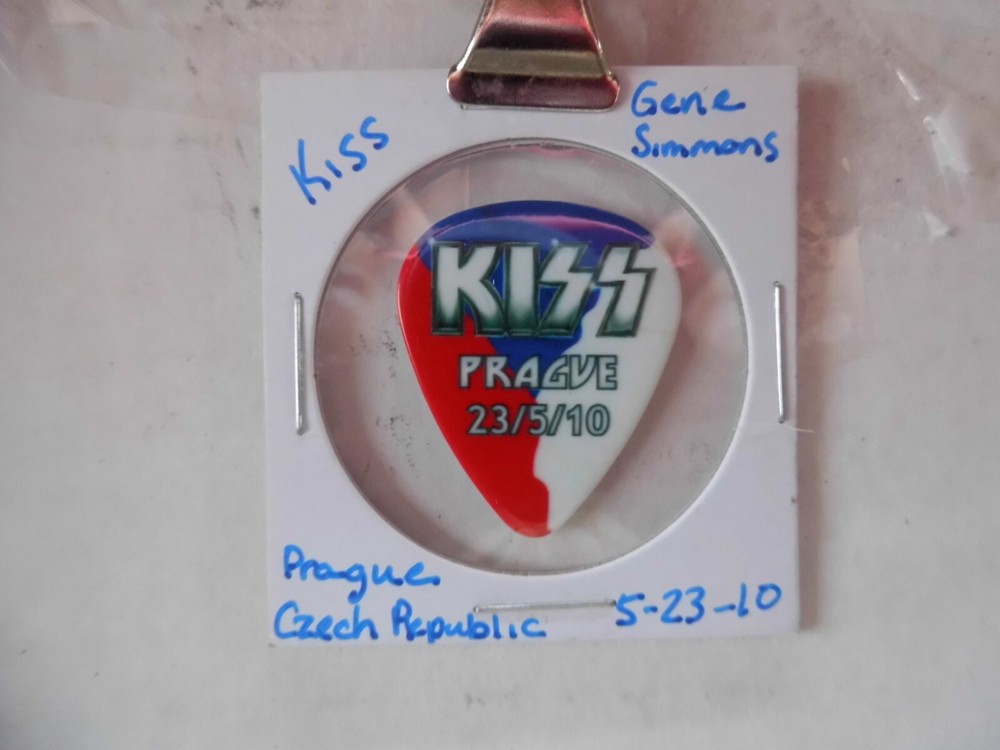 Kiss
Gene
Simmons
KISS
PRAGUE
23/5/10
Prague
Czech Republic
5-23-10